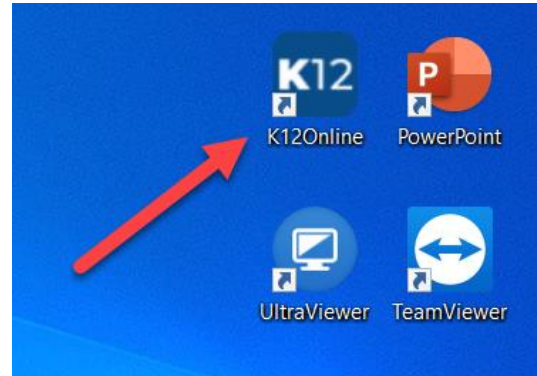 K12
P
K12Online
PowerPoint
UltraViewer
TeamViewer